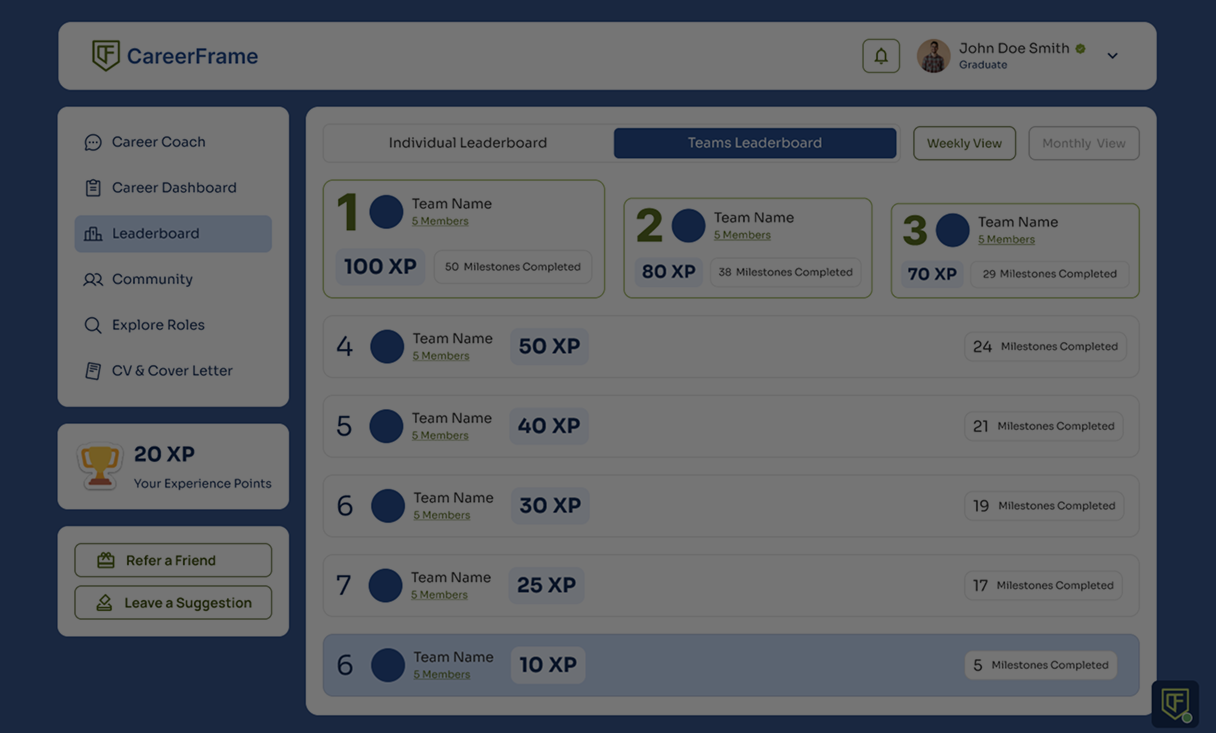 CareerFrame
John Doe Smith
Graduate
Career Coach
Career Dashboard
Leaderboard
Community
Explore Roles
CV & Cover Letter
20 XP
Your Experience Points
Refer a Friend
Leave a Suggestion
Individual Leaderboard
Teams Leaderboard
Weekly View
Monthly View
1
Team Name
5 Members
100 XP
50 Milestones Completed
2
Team Name
5 Members
80 XP
38 Milestones Completed
3
Team Name
5 Members
70 XP
29 Milestones Completed
4
Team Name
5 Members
50 XP
24 Milestones Completed
5
Team Name
5 Members
40 XP
21 Milestones Completed
6
Team Name
5 Members
30 XP
19 Milestones Completed
7
Team Name
5 Members
25 XP
17 Milestones Completed
6
Team Name
5 Members
10 XP
5 Milestones Completed